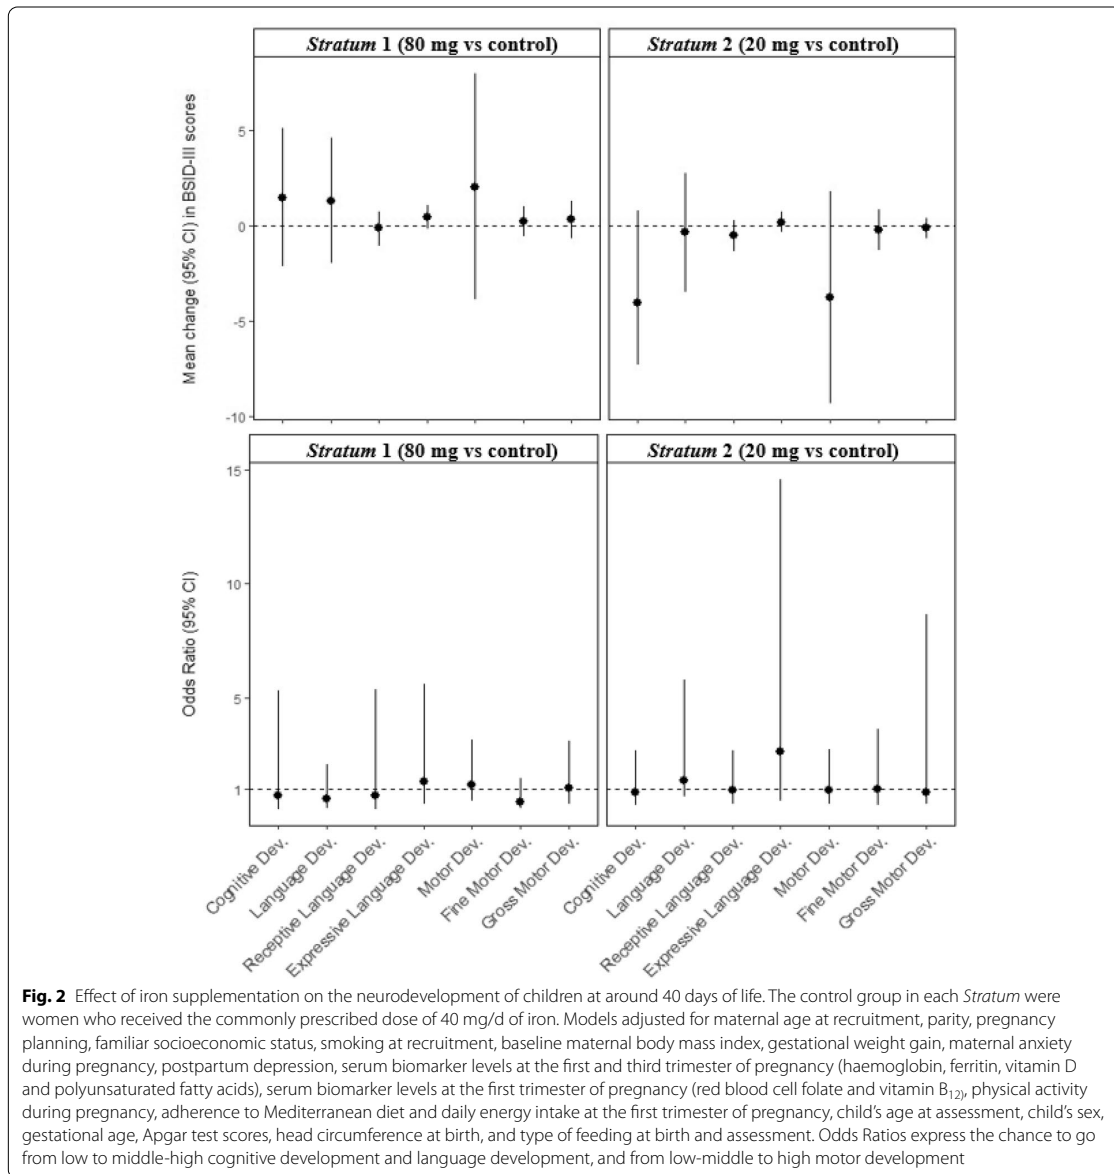 Stratum 1 (80 mg vs control)
Stratum 2 (20 mg vs control)
Mean change (95% CI) in BSID-III scores
5
0
-5
-10
Stratum 1 (80 mg vs control)
Stratum 2 (20 mg vs control)
Odds Ratio (95% CI)
15
10
5
1
Cognitive Dev.
Language Dev.
Receptive Language Dev.
Expressive Language Dev.
Motor Dev.
Fine Motor Dev.
Gross Motor Dev.
Cognitive Dev.
Language Dev.
Receptive Language Dev.
Expressive Language Dev.
Motor Dev.
Fine Motor Dev.
Gross Motor Dev.
Fig. 2 Effect of iron supplementation on the neurodevelopment of children at around 40 days of life. The control group in each Stratum were
women who received the commonly prescribed dose of 40 mg/d of iron. Models adjusted for maternal age at recruitment, parity, pregnancy
planning, familiar socioeconomic status, smoking at recruitment, baseline maternal body mass index, gestational weight gain, maternal anxiety
during pregnancy, postpartum depression, serum biomarker levels at the first and third trimester of pregnancy (haemoglobin, ferritin, vitamin D
and polyunsaturated fatty acids), serum biomarker levels at the first trimester of pregnancy (red blood cell folate and vitamin B12), physical activity
during pregnancy, adherence to Mediterranean diet and daily energy intake at the first trimester of pregnancy, child's age at assessment, child's sex,
gestational age, Apgar test scores, head circumference at birth, and type of feeding at birth and assessment. Odds Ratios express the chance to go
from low to middle-high cognitive development and language development, and from low-middle to high motor development